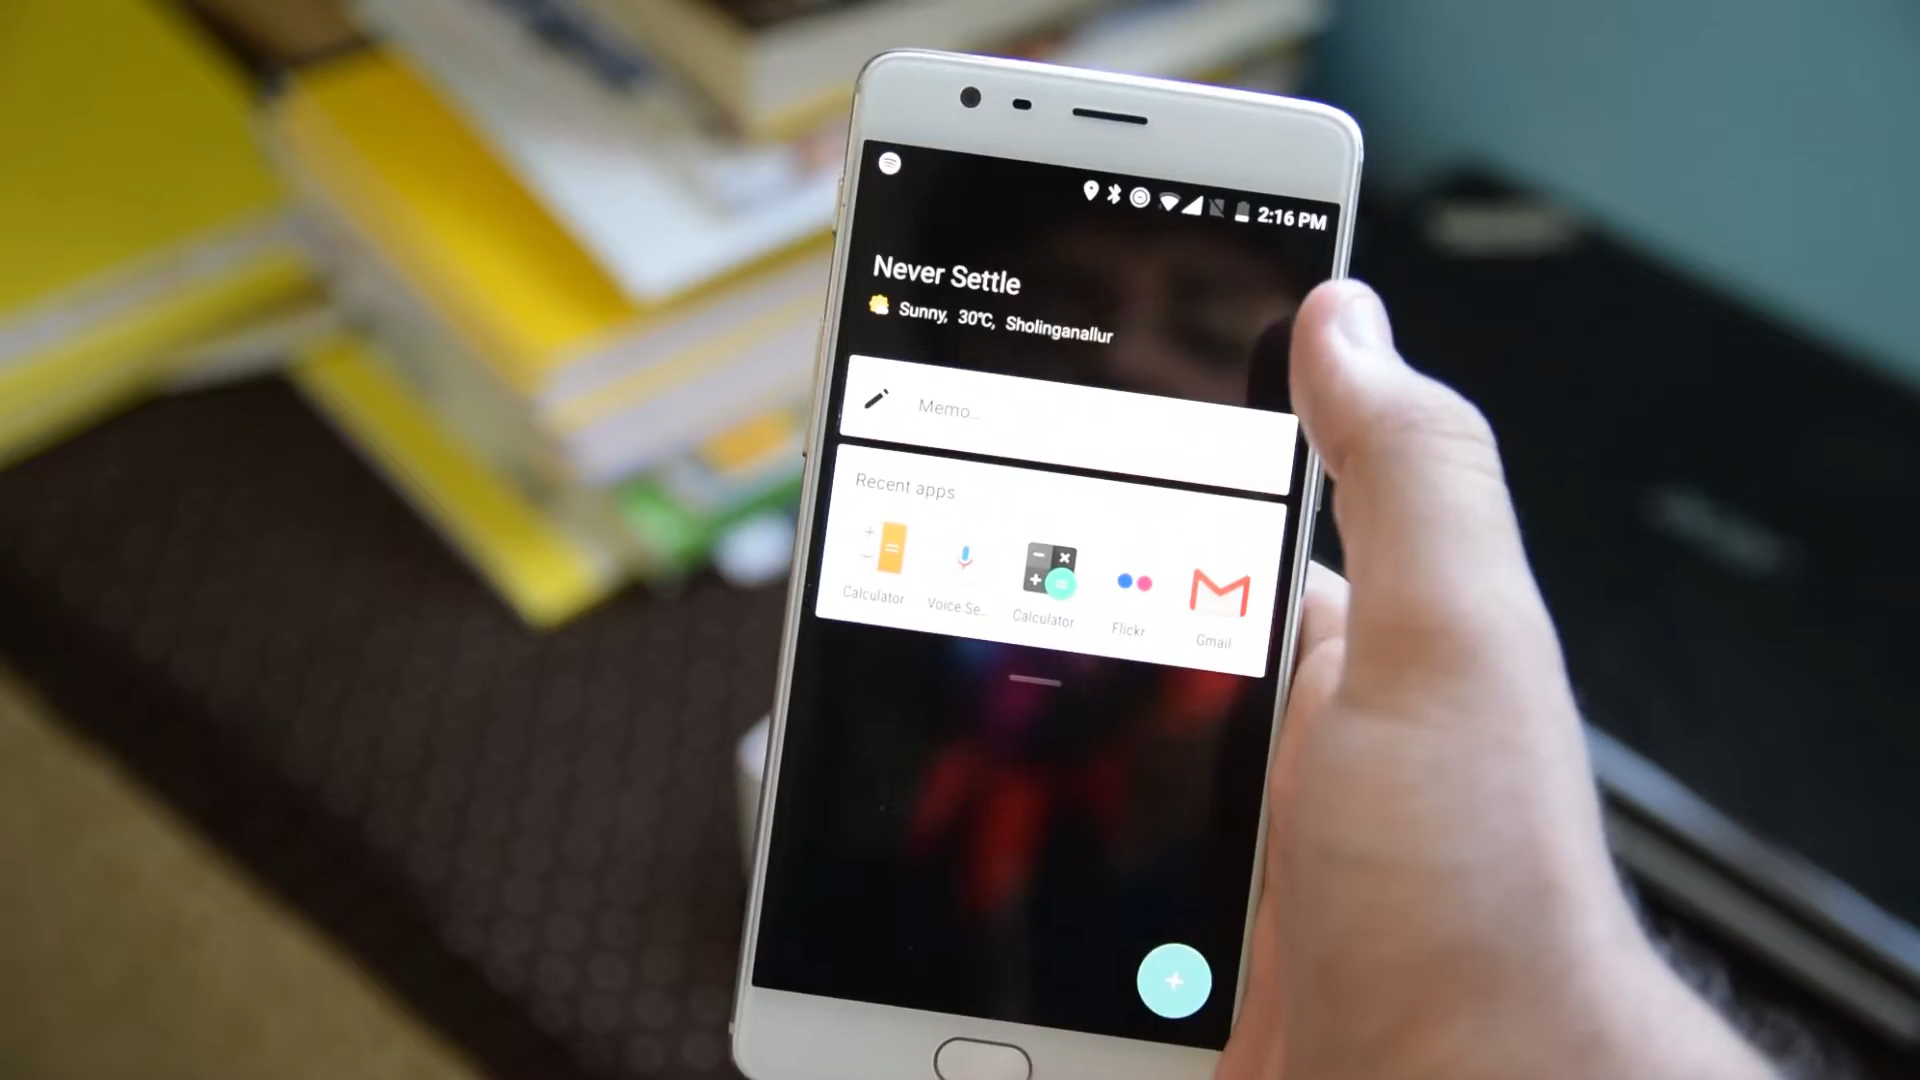 2:16 PM
Never Settle
Sunny, 30°C, Sholinganallur
Memo...
Recent apps
Calculator
Voice Se...
Calculator
Flickr
Gmail